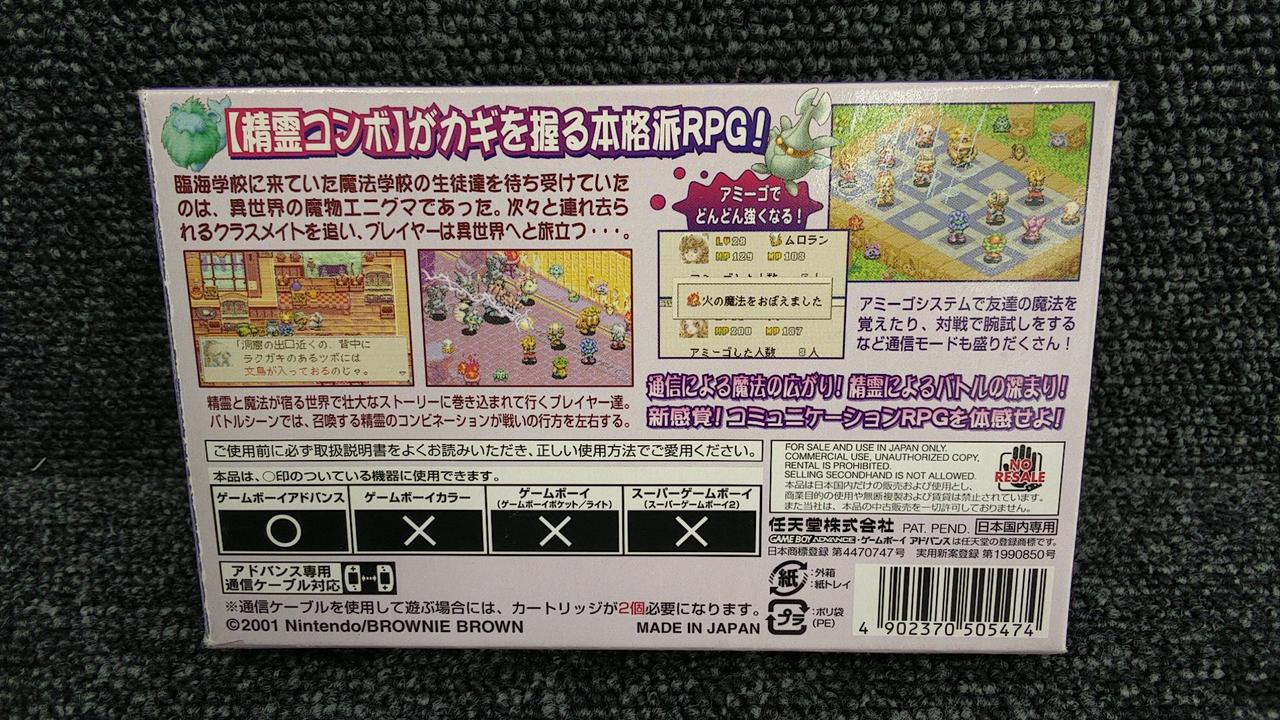 【精霊コンボ】がカギを握る本格派RPG！
臨海学校に来ていた魔法学校の生徒達を待ち受けていた
のは、異世界の魔物エニグマであった。次々と連れ去ら
れるクラスメイトを追い、プレイヤーは異世界へと旅立つ・・・。
「洞窟の出口近くの、背中に
ラクガキのあるツボには
文鳥が入っておるのじゃ。
精霊と魔法が宿る世界で壮大なストーリーに巻き込まれて行くプレイヤー達。
バトルシーンでは、召喚する精霊のコンビネーションが戦いの行方を左右する。
アミーゴで
どんどん強くなる！
LV28 ムロラン
HP129 MP108
火の魔法をおぼえました
HP200 MP187
アミーゴした人数 0人
アミーゴシステムで友達の魔法を
覚えたり、対戦で腕試しをする
など通信モードも盛りだくさん！
通信による魔法の広がり！精霊によるバトルの深まり！
新感覚！コミュニケーションRPGを体感せよ！
ご使用前に必ず取扱説明書をよくお読みいただき、正しい使用方法でご愛用ください。
本品は、○印のついている機器に使用できます。
ゲームボーイアドバンス ゲームボーイカラー ゲームボーイ スーパーゲームボーイ
(ゲームボーイポケット/ライト) (スーパーゲームボーイ2)
○ × × ×
アドバンス専用
通信ケーブル対応
※通信ケーブルを使用して遊ぶ場合には、カートリッジが2個必要になります。
©2001 Nintendo/BROWNIE BROWN MADE IN JAPAN
FOR SALE AND USE IN JAPAN ONLY.
COMMERCIAL USE, UNAUTHORIZED COPY,
RENTAL IS PROHIBITED.
SELLING SECONDHAND IS NOT ALLOWED.
本品は日本国内だけの販売および使用とし、
商業目的の使用や無断複製および賃貸は禁止されています。
また当社は、本品の中古販売を一切許可しておりません。
NO
RESALE
任天堂株式会社 PAT. PEND. 日本国内専用
GAME BOY ADVANCE・ゲームボーイ アドバンスは任天堂の登録商標です。
日本商標登録 第4470747号 実用新案登録 第1990850号
紙 :外箱
:紙トレイ
プラ :ポリ袋
(PE)
4 902370 505474